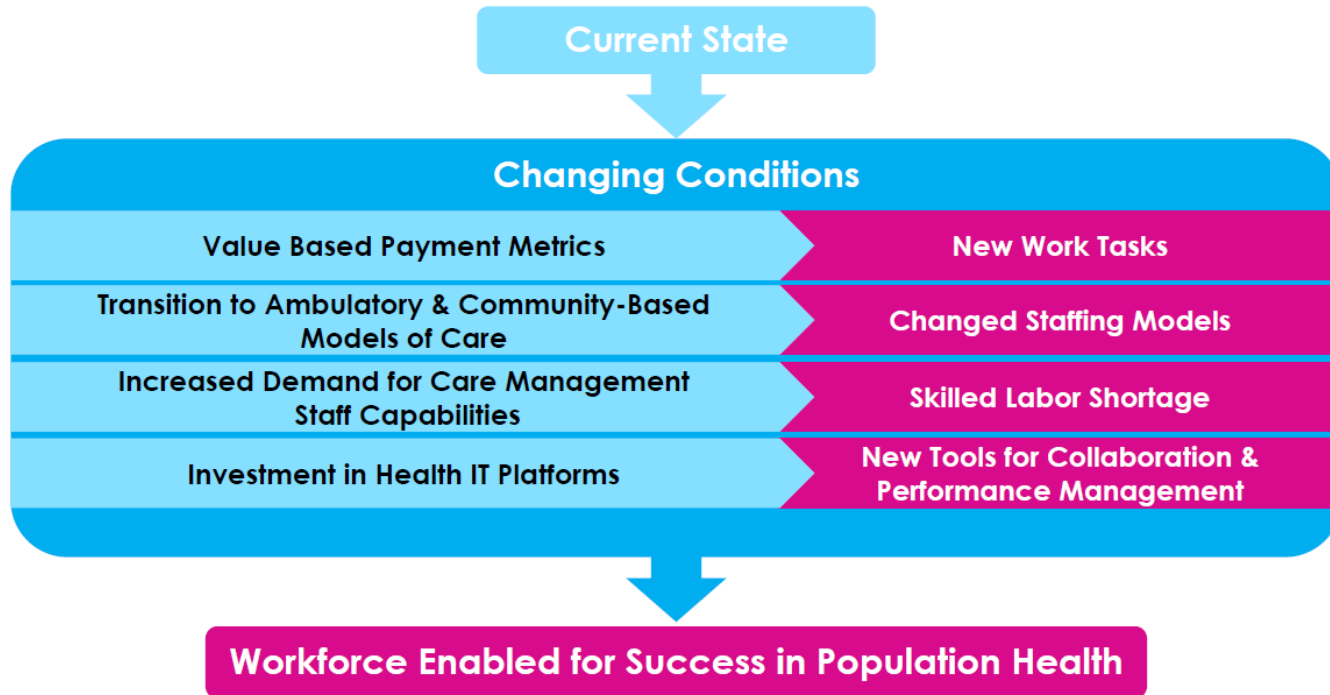 Current State
Changing Conditions
Value Based Payment Metrics
New Work Tasks
Transition to Ambulatory & Community-Based
Models of Care
Changed Staffing Models
Increased Demand for Care Management
Staff Capabilities
Skilled Labor Shortage
Investment in Health IT Platforms
New Tools for Collaboration &
Performance Management
Workforce Enabled for Success in Population Health